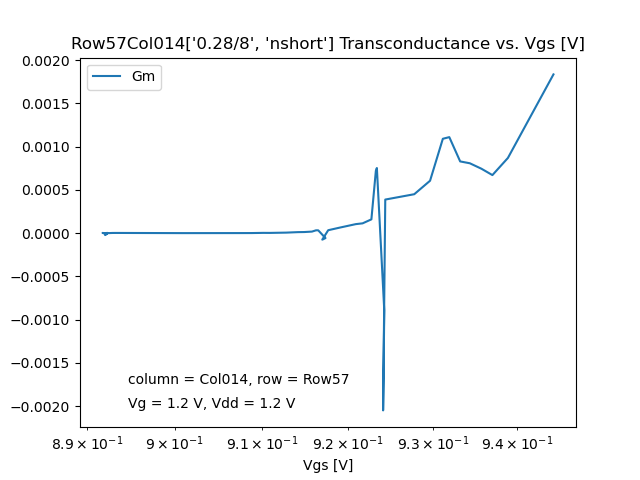 Row57Col014['0.28/8', 'nshort'] Transconductance vs. Vgs [V]
Gm
0.0020
0.0015
0.0010
0.0005
0.0000
−0.0005
−0.0010
−0.0015
−0.0020
column = Col014, row = Row57
Vg = 1.2 V, Vdd = 1.2 V
8.9 × 10⁻¹ 9 × 10⁻¹ 9.1 × 10⁻¹ 9.2 × 10⁻¹ 9.3 × 10⁻¹ 9.4 × 10⁻¹
Vgs [V]